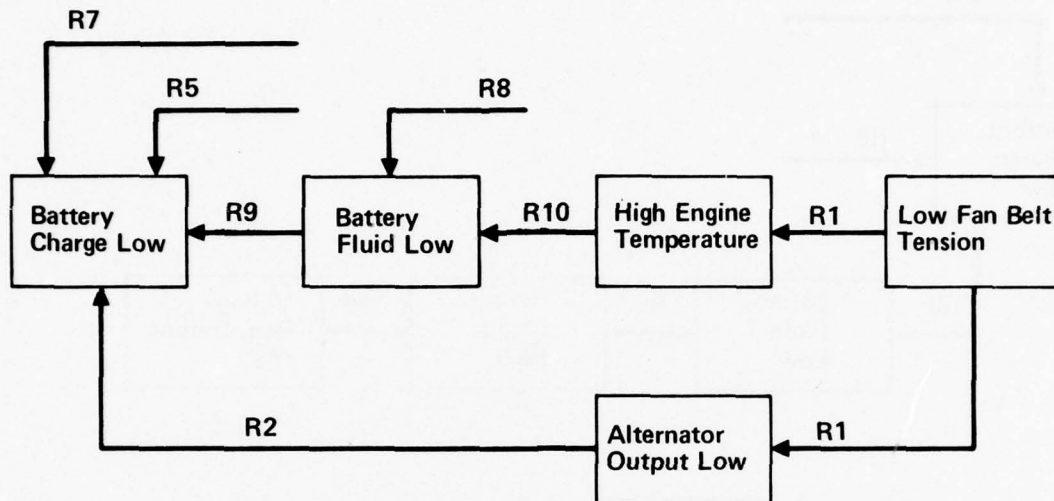 R7
R5
R8
Battery
Charge Low
R9
Battery
Fluid Low
R10
High Engine
Temperature
R1
Low Fan Belt
Tension
R2
Alternator
Output Low
R1